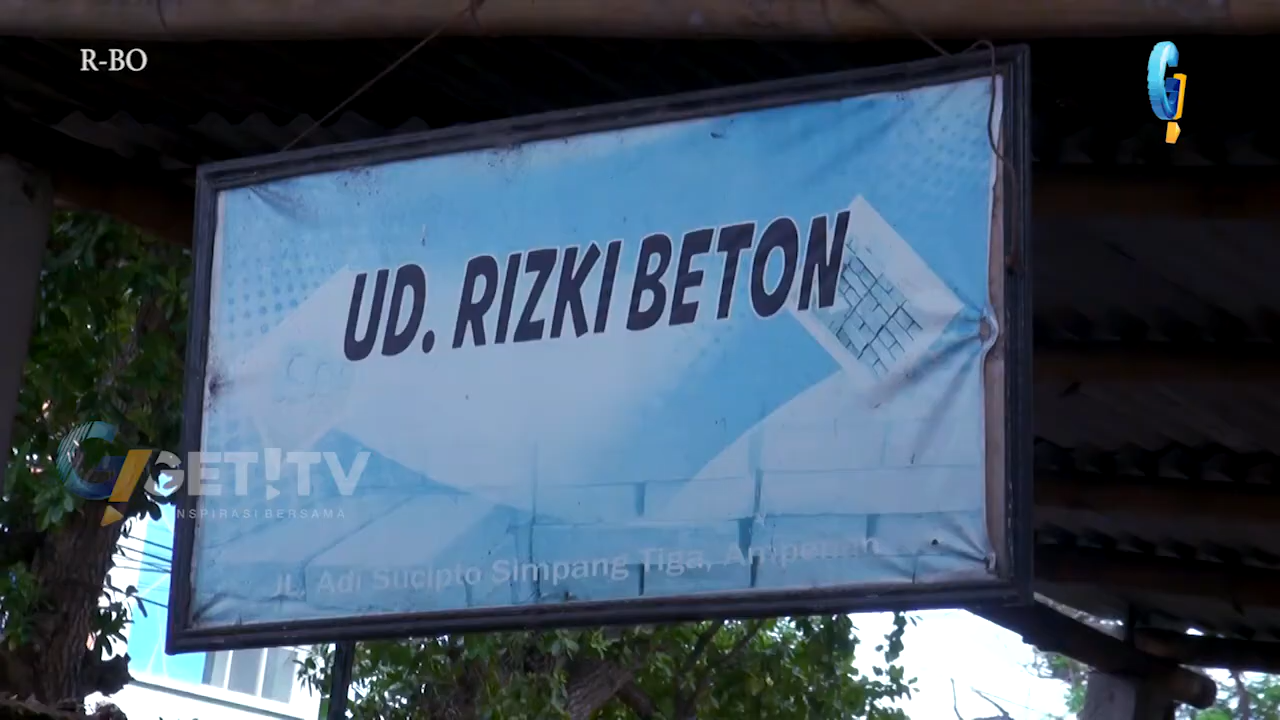 R-BO
UD. RIZKI BETON
GET!TV
INSPIRASI BERSAMA
Jl. Adi Sucipto Simpang Tiga, Ampenan